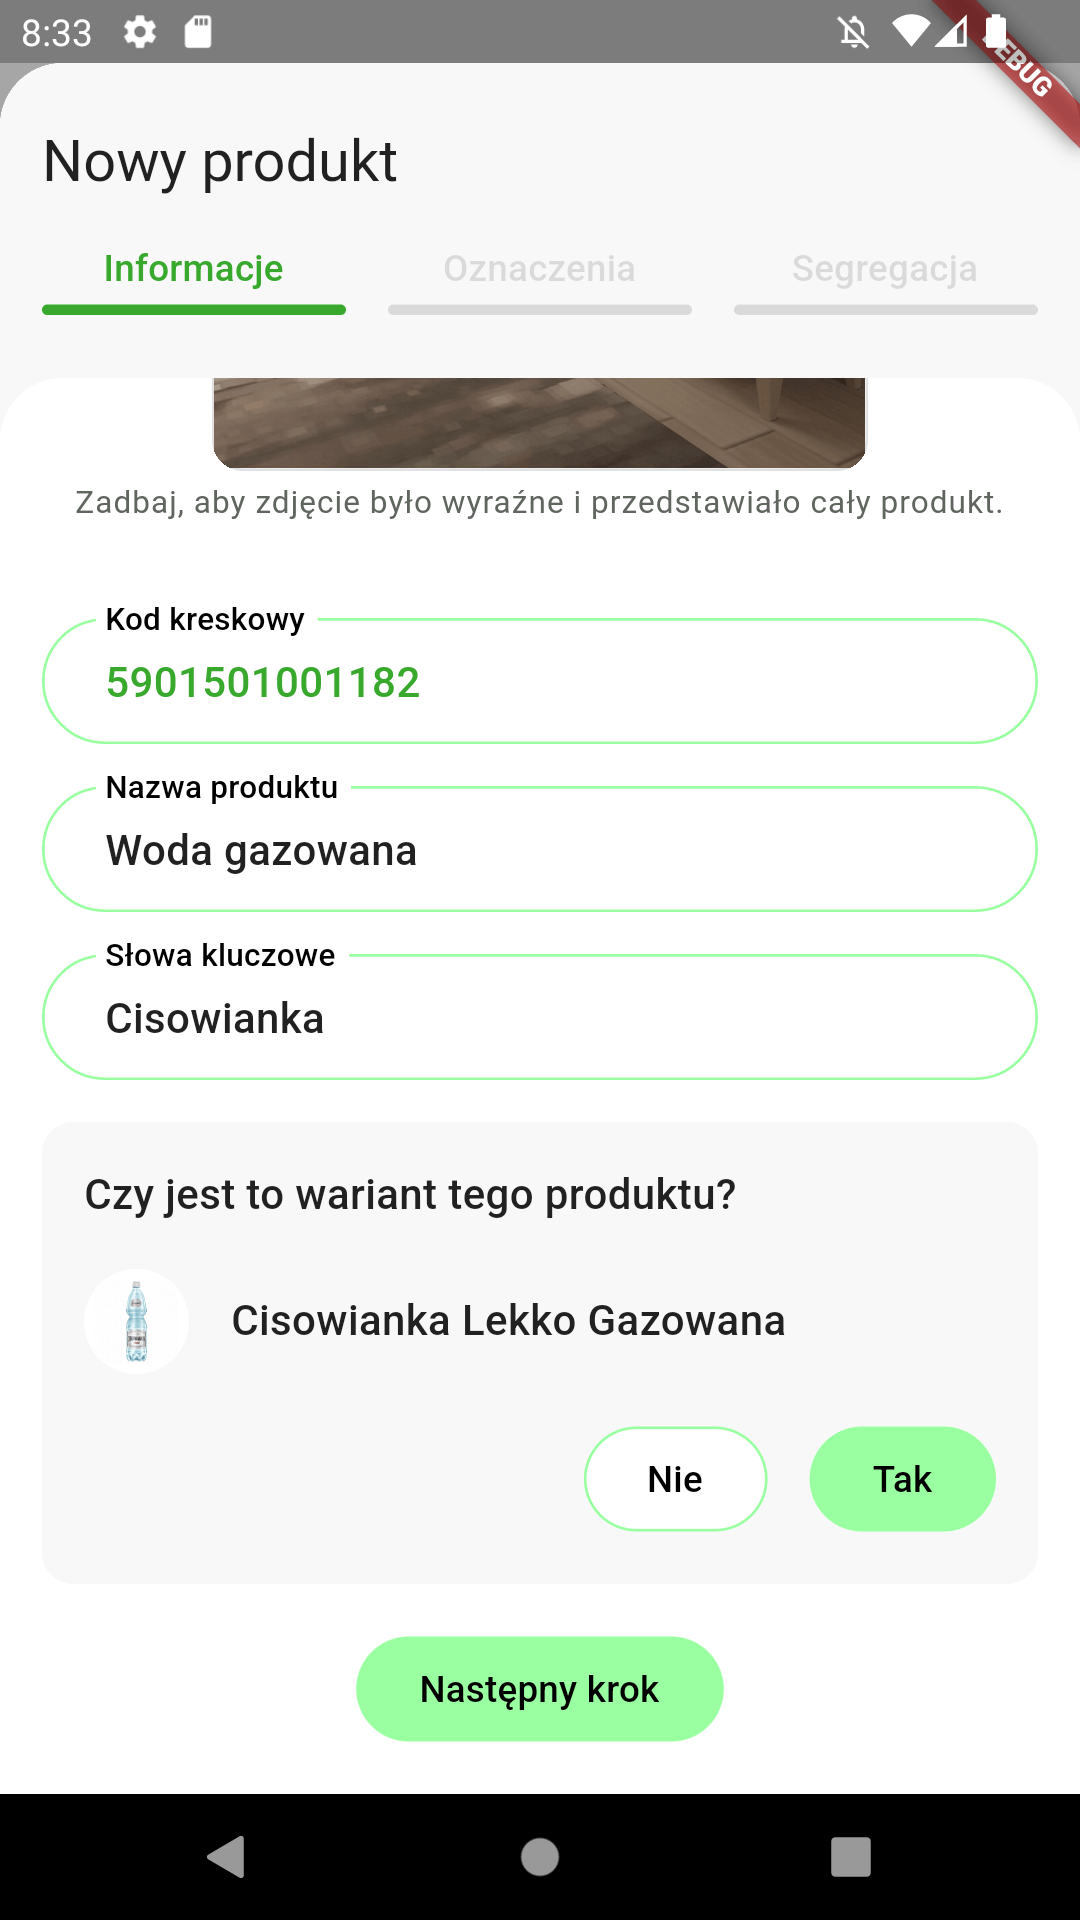 8:33
DEBUG
Nowy produkt
Informacje
Oznaczenia
Segregacja
Zadbaj, aby zdjęcie było wyraźne i przedstawiało cały produkt.
Kod kreskowy
5901501001182
Nazwa produktu
Woda gazowana
Słowa kluczowe
Cisowianka
Czy jest to wariant tego produktu?
Cisowianka Lekko Gazowana
Nie
Tak
Następny krok